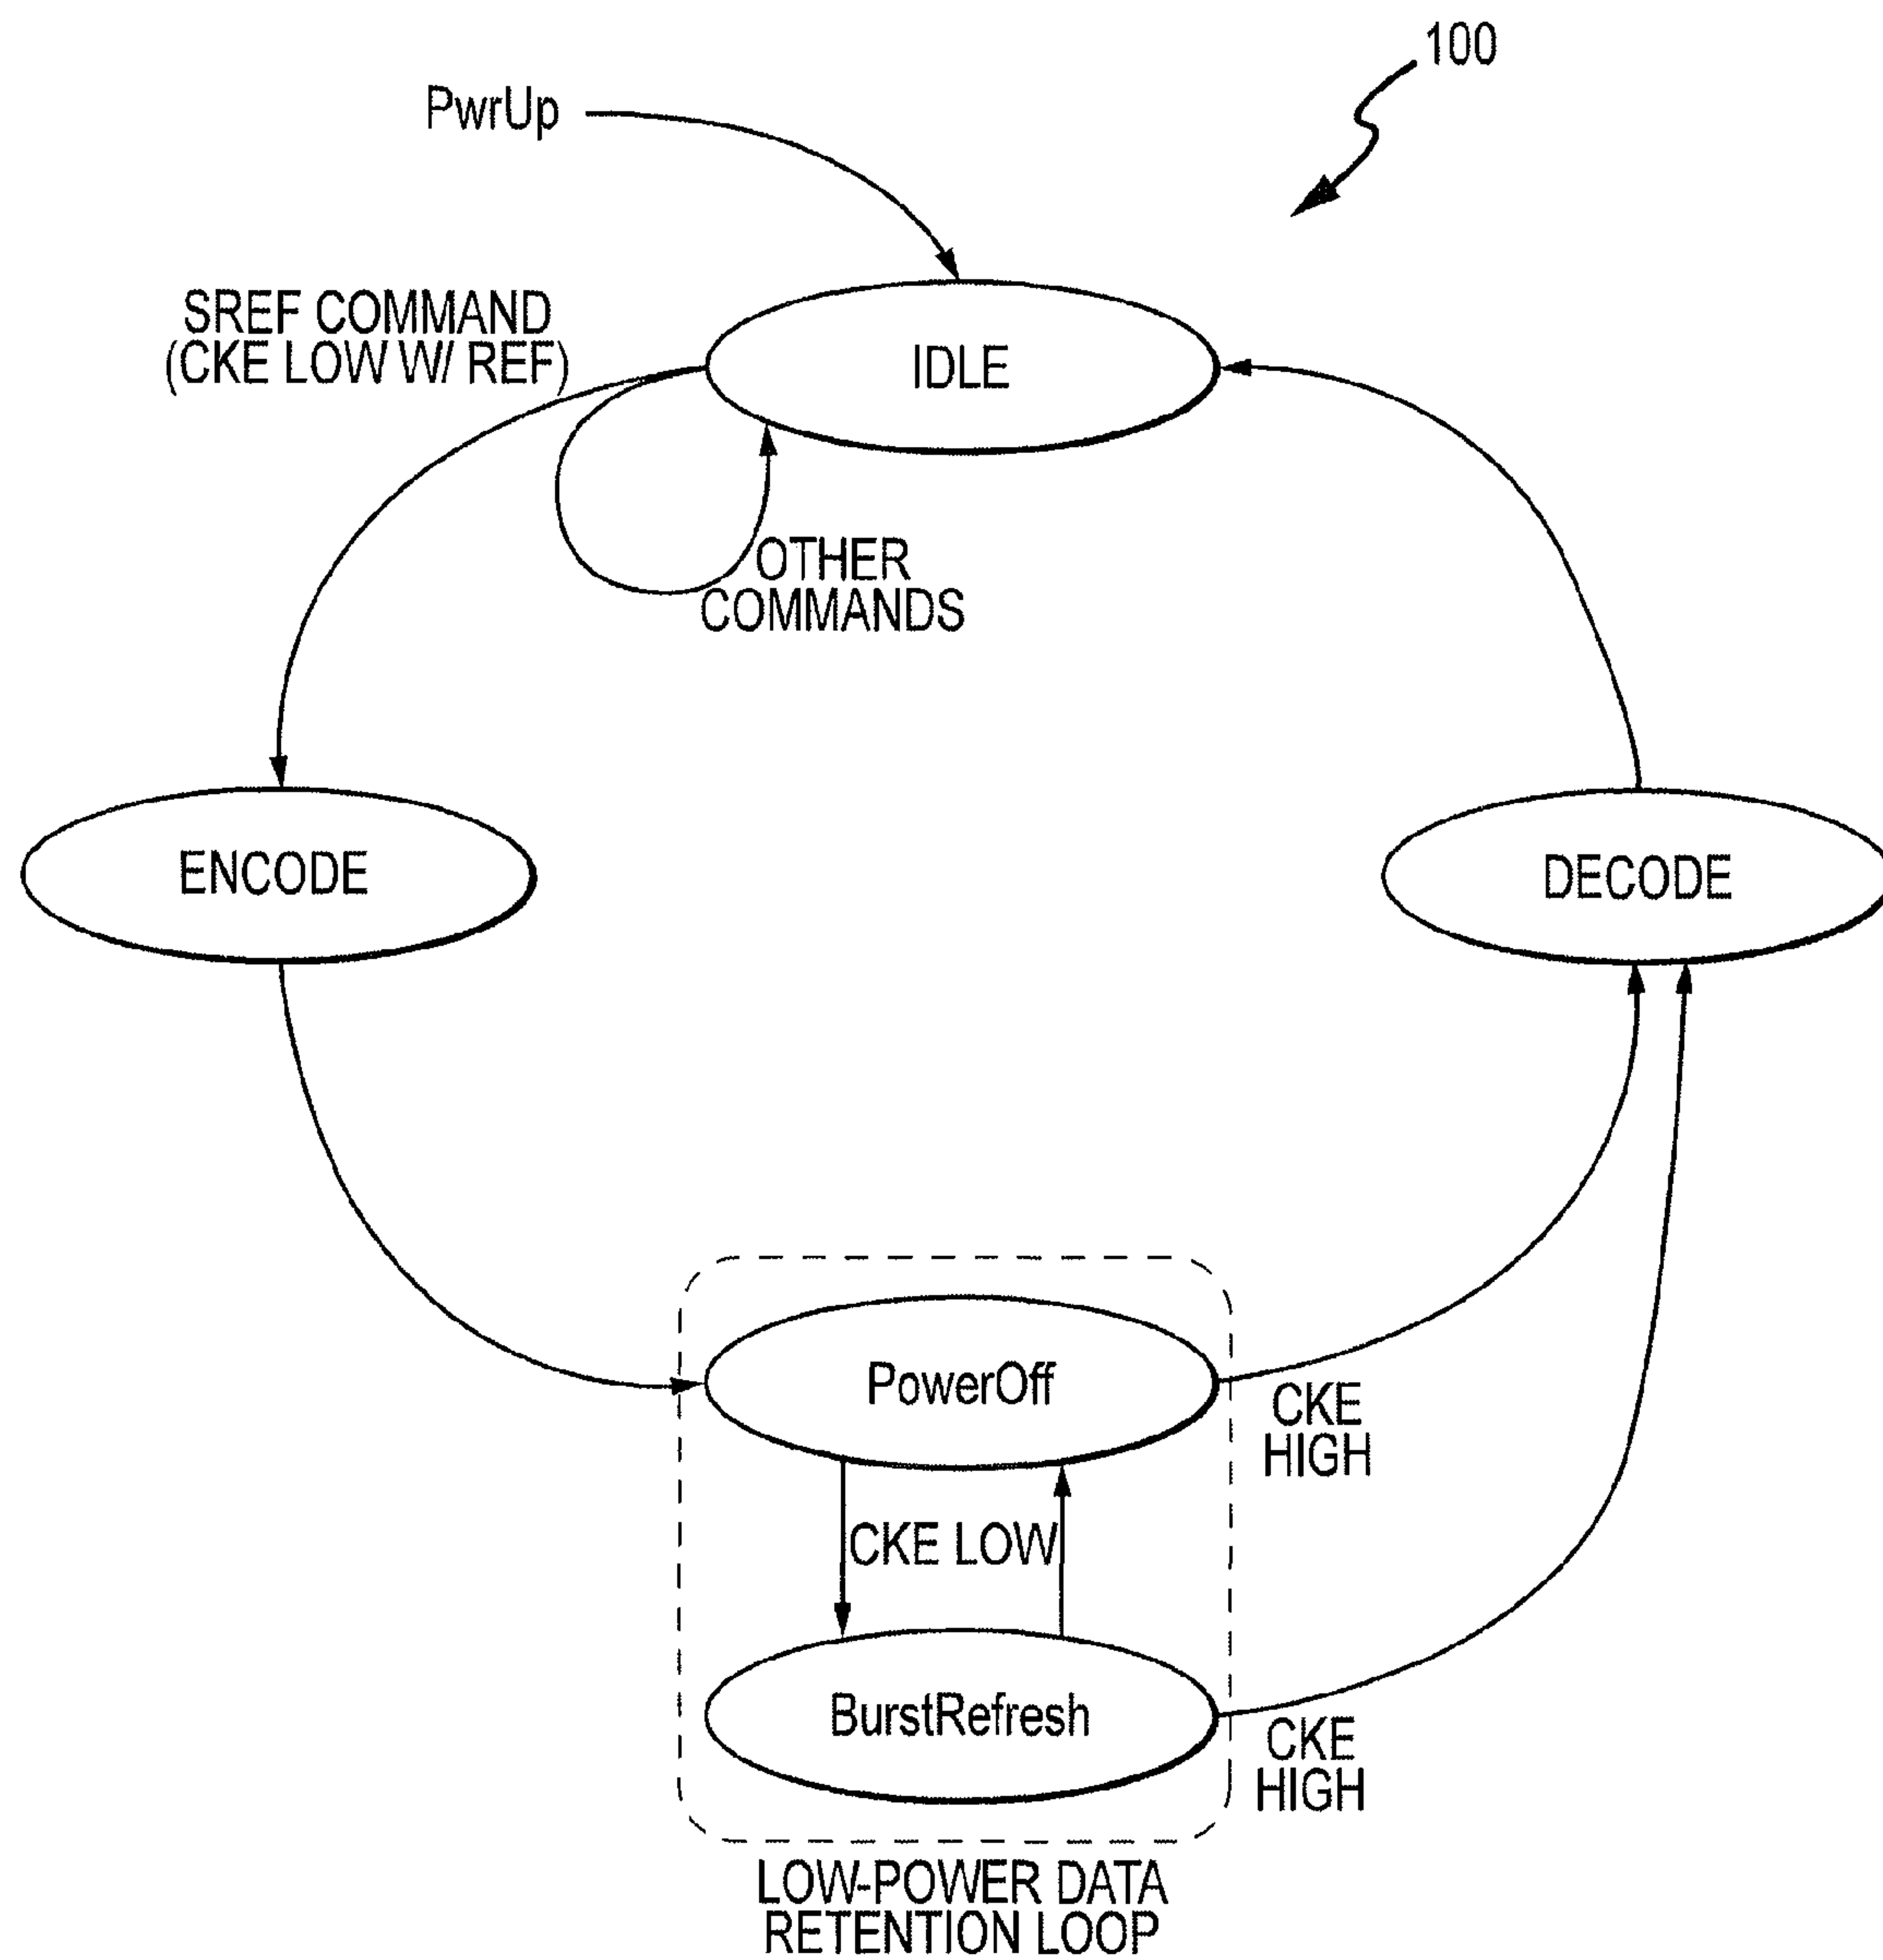 100
PwrUp
SREF COMMAND
(CKE LOW W/ REF)
IDLE
OTHER
COMMANDS
ENCODE
DECODE
PowerOff
CKE
HIGH
CKE LOW
BurstRefresh
CKE
HIGH
LOW-POWER DATA
RETENTION LOOP